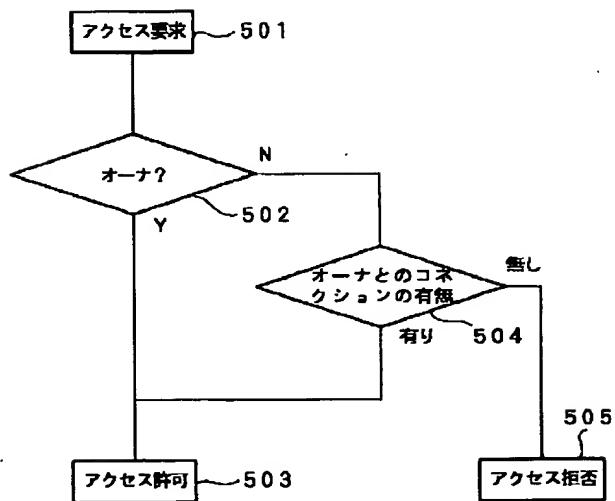 アクセス要求
501
オーナ?
N
502
Y
オーナとのコネ
クションの有無
無し
有り
504
505
アクセス許可
503
アクセス拒否